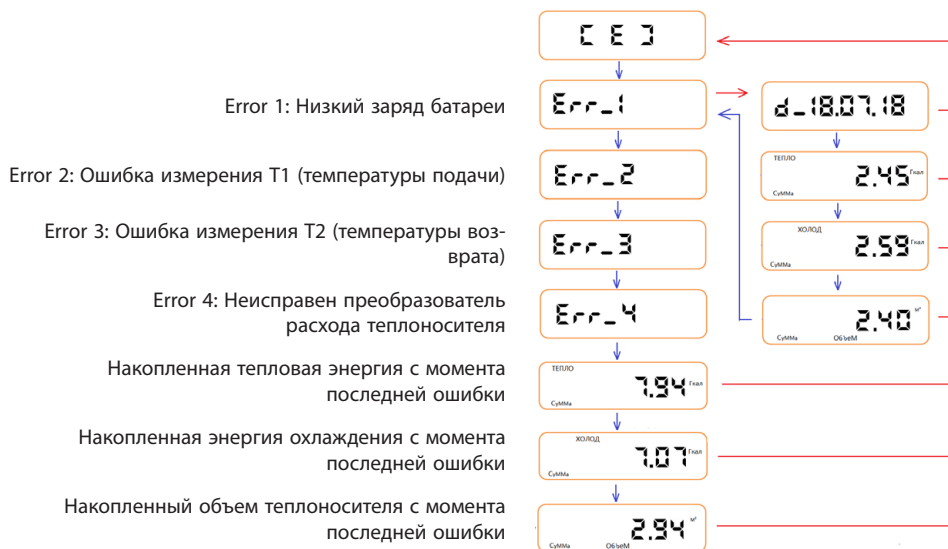 [ E ]
Error 1: Низкий заряд батареи
Err_1
d_18.07.18
Error 2: Ошибка измерения Т1 (температуры подачи)
Err_2
ТЕПЛО
2.45 Гкал
СуММа
Error 3: Ошибка измерения Т2 (температуры воз-
врата)
Err_3
ХОЛОД
2.59 Гкал
СуММа
Error 4: Неисправен преобразователь
расхода теплоносителя
Err_4
2.40 м³
СуММа ОбъеМ
Накопленная тепловая энергия с момента
последней ошибки
ТЕПЛО
7.94 Гкал
СуММа
Накопленная энергия охлаждения с момента
последней ошибки
ХОЛОД
7.07 Гкал
СуММа
Накопленный объем теплоносителя с момента
последней ошибки
2.94 м³
СуММа ОбъеМ